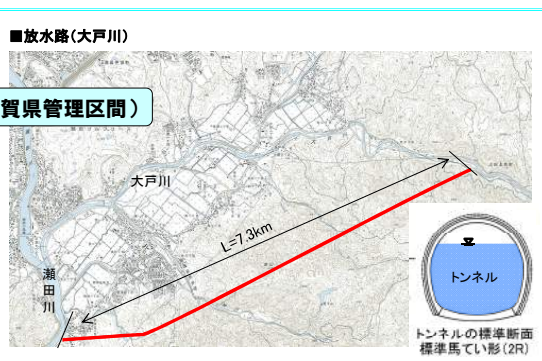 ■放水路(大戸川)
賀県管理区間)
大戸川
L=7.3km
瀬田川
トンネル
トンネルの標準断面
標準馬てい形(2R)